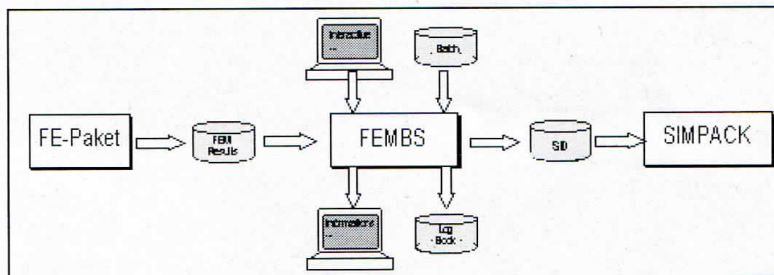 Interactive
...
Batch
FE-Paket
FEM
Results
FEMBS
SID
SIMPACK
Informations
...
Log
Book